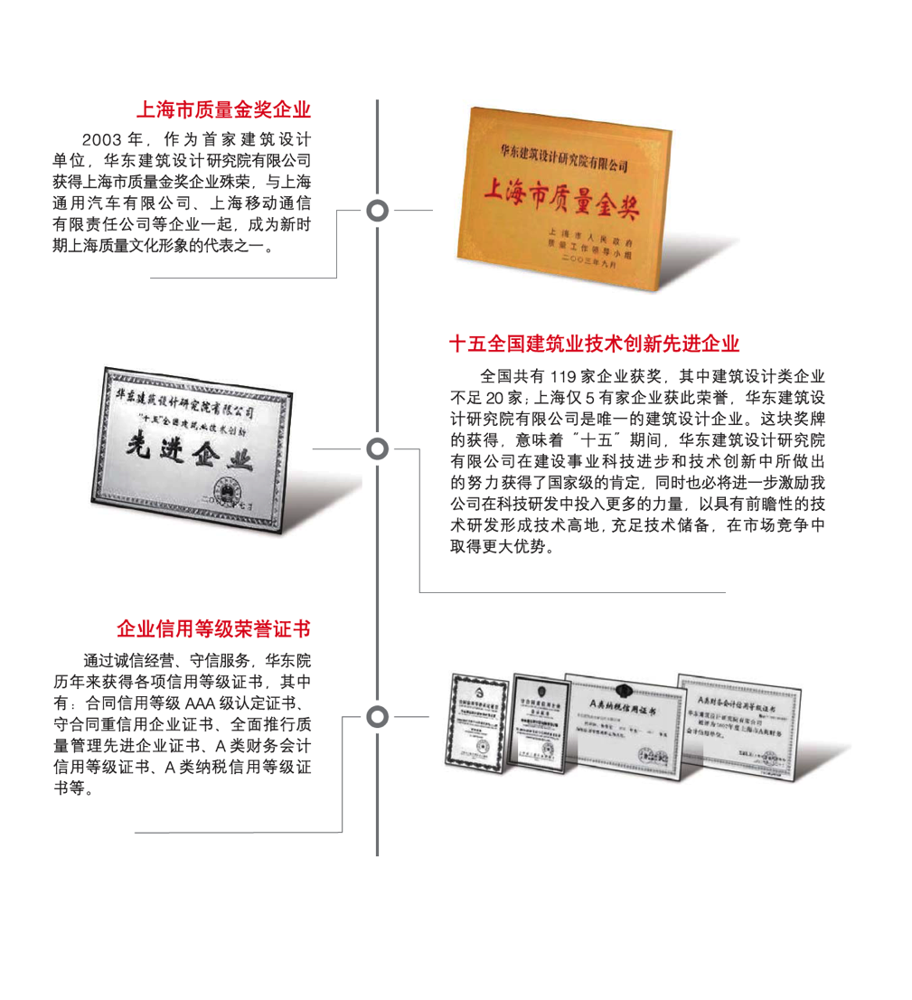 上海市质量金奖企业
2003 年，作为首家建筑设计
单位，华东建筑设计研究院有限公司
获得上海市质量金奖企业殊荣，与上海
通用汽车有限公司、上海移动通信
有限责任公司等企业一起，成为新时
期上海质量文化形象的代表之一。
华东建筑设计研究院有限公司
上海市质量金奖
上海市人民政府
质量工作领导小组
二〇〇三年九月
十五全国建筑业技术创新先进企业
全国共有 119 家企业获奖，其中建筑设计类企业
不足 20 家；上海仅 5 有家企业获此荣誉，华东建筑设
计研究院有限公司是唯一的建筑设计企业。这块奖牌
的获得，意味着“十五”期间，华东建筑设计研究院
有限公司在建设事业科技进步和技术创新中所做出
的努力获得了国家级的肯定，同时也必将进一步激励我
公司在科技研发中投入更多的力量，以具有前瞻性的技
术研发形成技术高地，充足技术储备，在市场竞争中
取得更大优势。
华东建筑设计研究院有限公司
“十五”全国建筑业技术创新
先进企业
企业信用等级荣誉证书
通过诚信经营、守信服务，华东院
历年来获得各项信用等级证书，其中
有：合同信用等级 AAA 级认定证书、
守合同重信用企业证书、全面推行质
量管理先进企业证书、A 类财务会计
信用等级证书、A 类纳税信用等级证
书等。
A类纳税信用证书
A类财务会计信用等级证书
华东建筑设计研究院有限公司